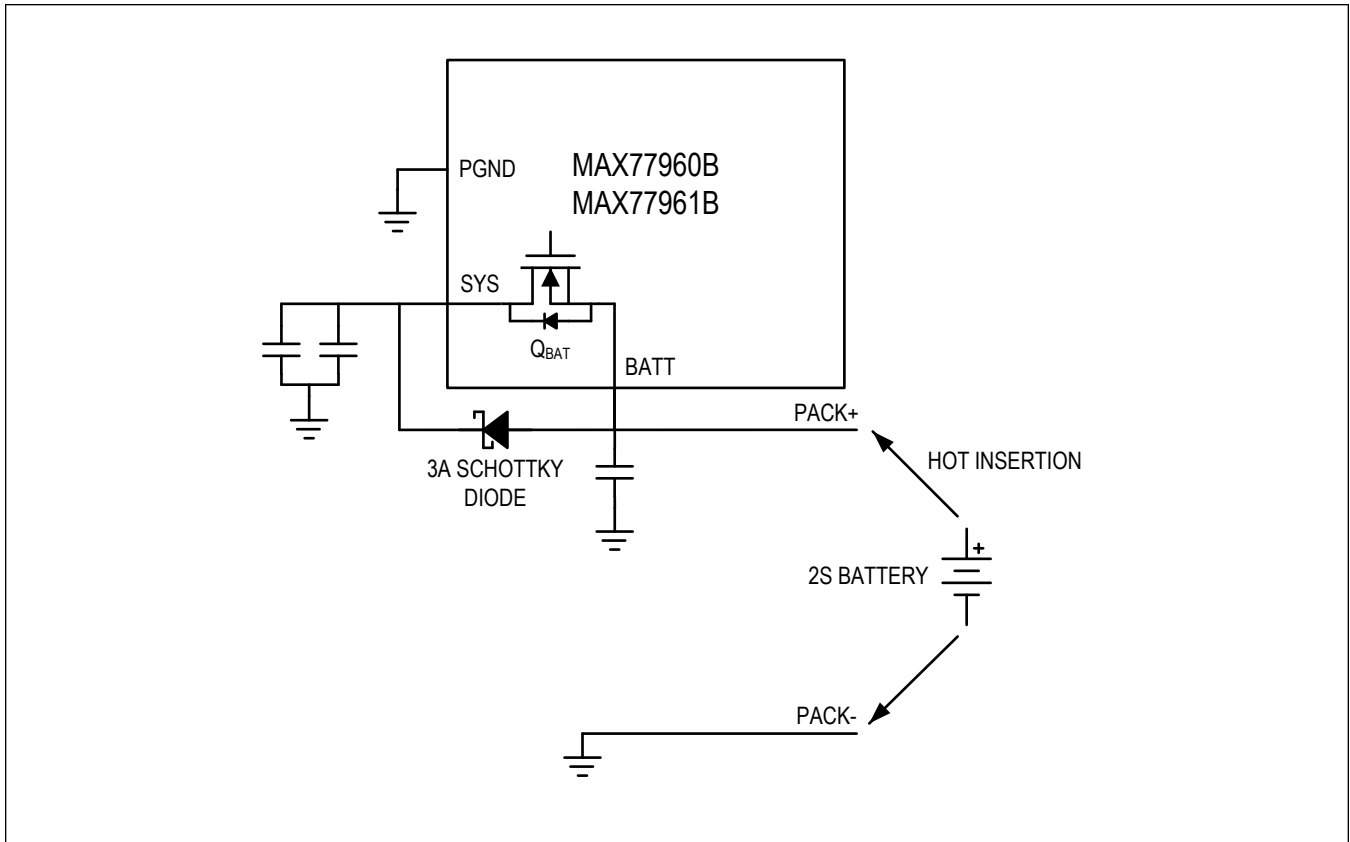 PGND
MAX77960B
MAX77961B
SYS
QBAT
BATT
PACK+
3A SCHOTTKY
DIODE
HOT INSERTION
+
2S BATTERY
PACK-